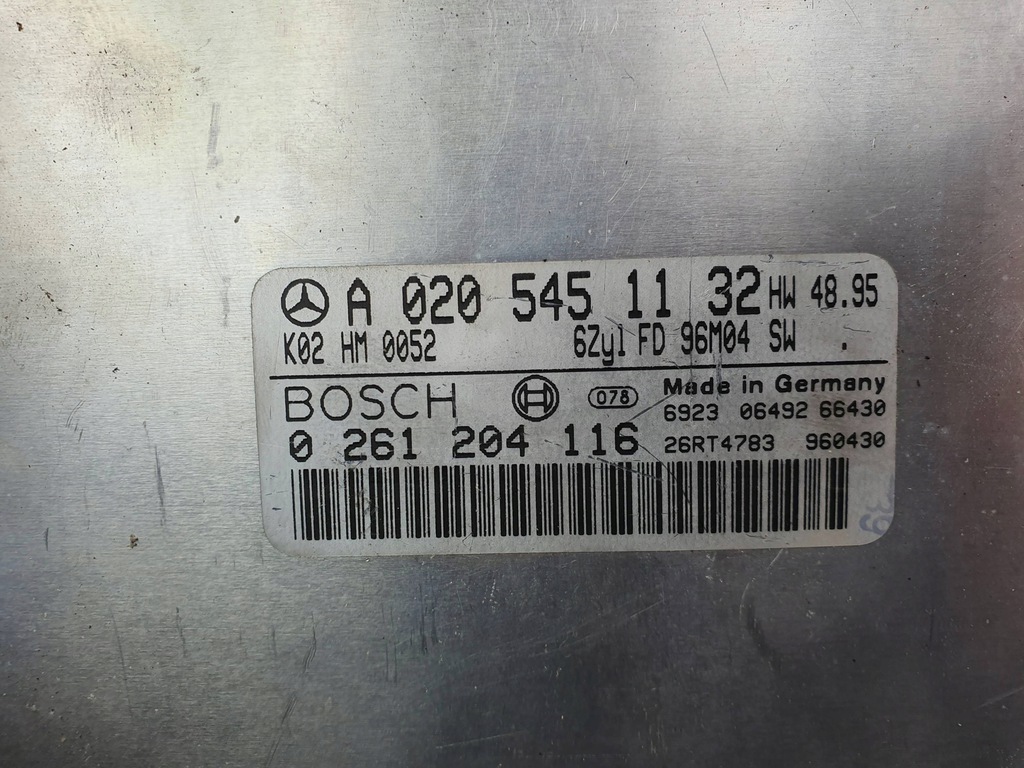 A 020 545 11 32 HW 48.95
K02 HM 0052 6Zyl FD 96M04 SW .
BOSCH 078 Made in Germany
6923 06492 66430
0 261 204 116 26RT4783 960430
39